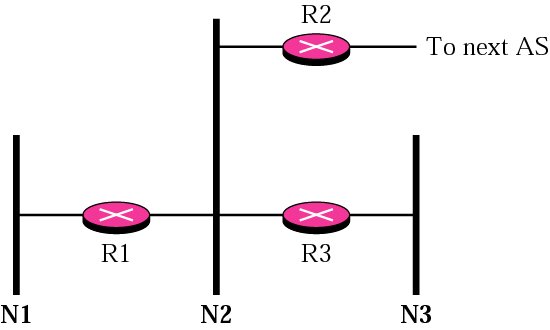 R2
To next AS
R1
R3
N1
N2
N3